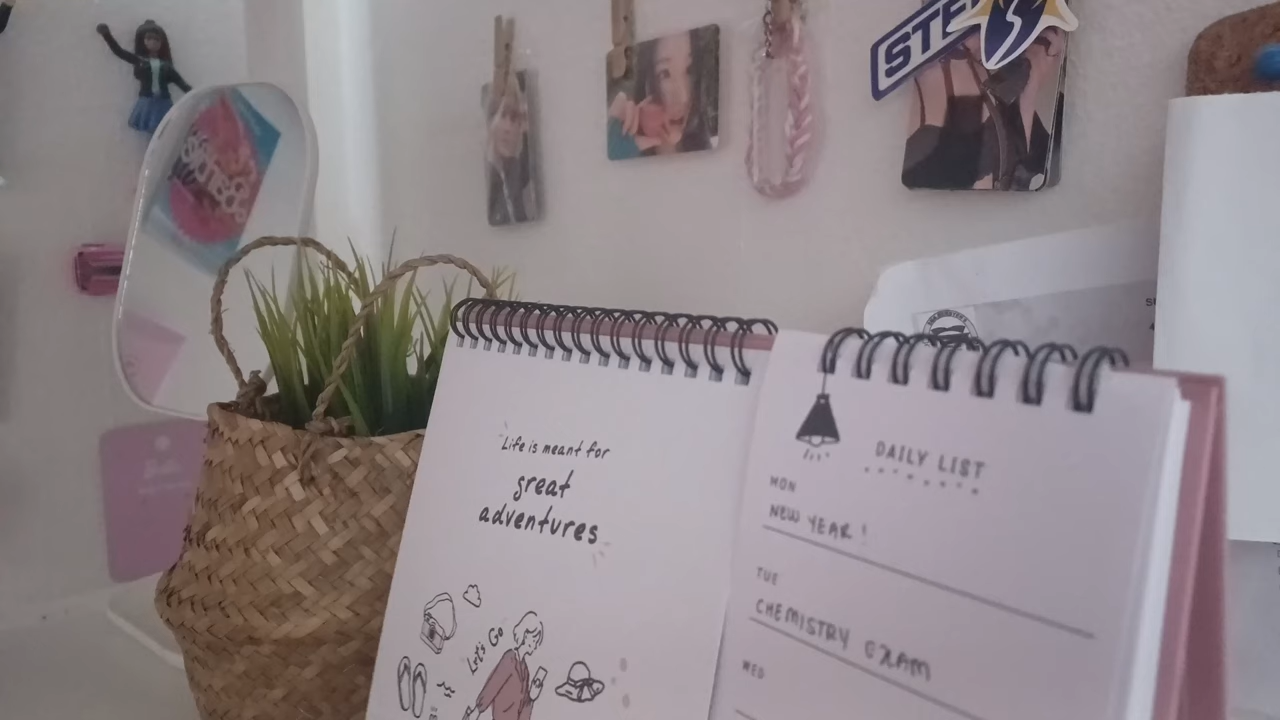 STE
Life is meant for
great
adventures
Let's Go
DAILY LIST
MON
NEW YEAR!
TUE
CHEMISTRY EXAM
WED